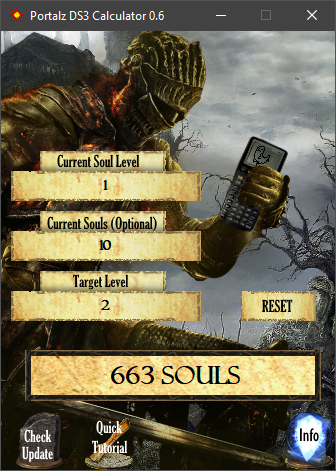 Portalz DS3 Calculator 0.6
Current Soul Level
1
Current Souls (Optional)
10
Target Level
2
RESET
663 SOULS
Check
Update
Quick
Tutorial
Info